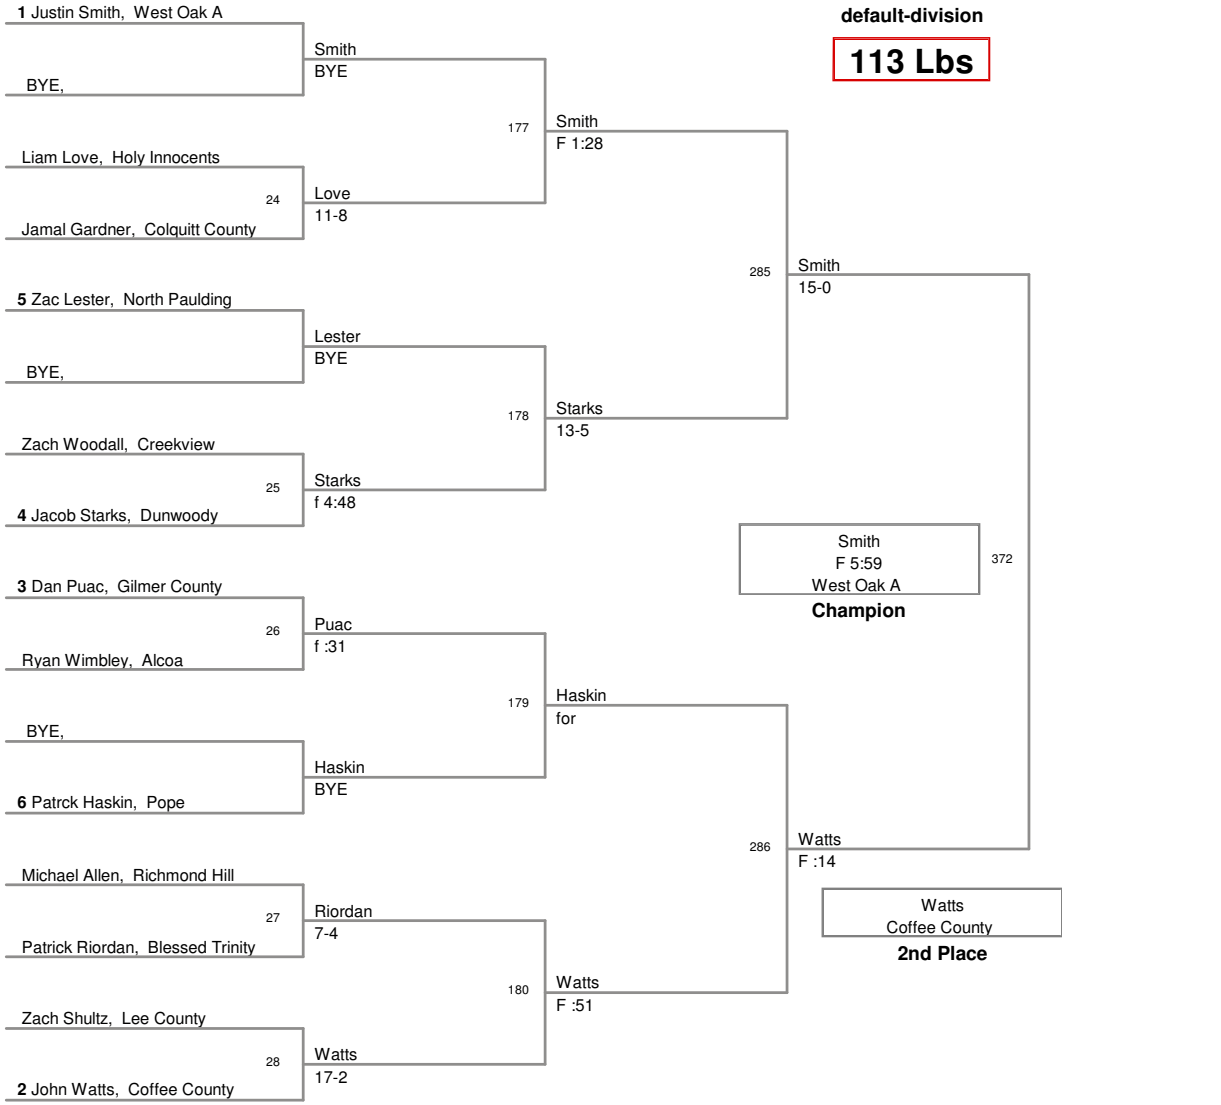 default-division
113 Lbs
1 Justin Smith, West Oak A
BYE,
Liam Love, Holy Innocents
24
Jamal Gardner, Colquitt County
5 Zac Lester, North Paulding
BYE,
Zach Woodall, Creekview
25
4 Jacob Starks, Dunwoody
3 Dan Puac, Gilmer County
26
Ryan Wimbley, Alcoa
BYE,
6 Patrck Haskin, Pope
Michael Allen, Richmond Hill
27
Patrick Riordan, Blessed Trinity
Zach Shultz, Lee County
28
2 John Watts, Coffee County
Smith
BYE
177
Love
11-8
Lester
BYE
178
Starks
f 4:48
Puac
f :31
179
Haskin
BYE
Riordan
7-4
180
Watts
17-2
Smith
F 1:28
285
Starks
13-5
Haskin
for
286
Watts
F :51
Smith
15-0
372
Watts
F :14
Smith
F 5:59
West Oak A
Champion
Watts
Coffee County
2nd Place